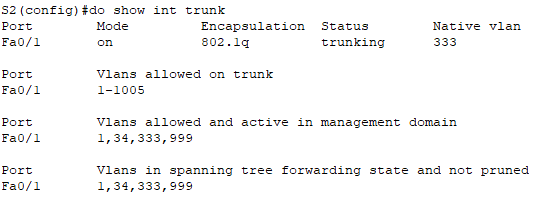 S2(config)#do show int trunk
Port Mode Encapsulation Status Native vlan
Fa0/1 on 802.1q trunking 333
Port Vlans allowed on trunk
Fa0/1 1-1005
Port Vlans allowed and active in management domain
Fa0/1 1,34,333,999
Port Vlans in spanning tree forwarding state and not pruned
Fa0/1 1,34,333,999